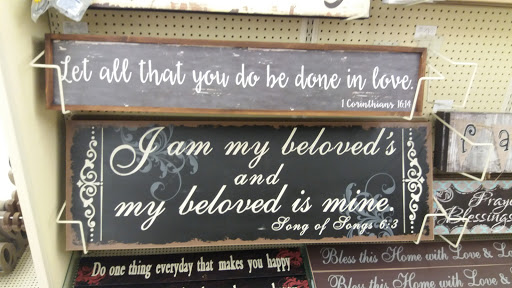 Let all that you do be done in love.
1 Corinthians 16:14
I am my beloved's
and
my beloved is mine.
Song of Songs 6:3
Praye
Blessings
Do one thing everyday that makes you happy
Bless this Home with Love & La
Bless this Home with Love & L